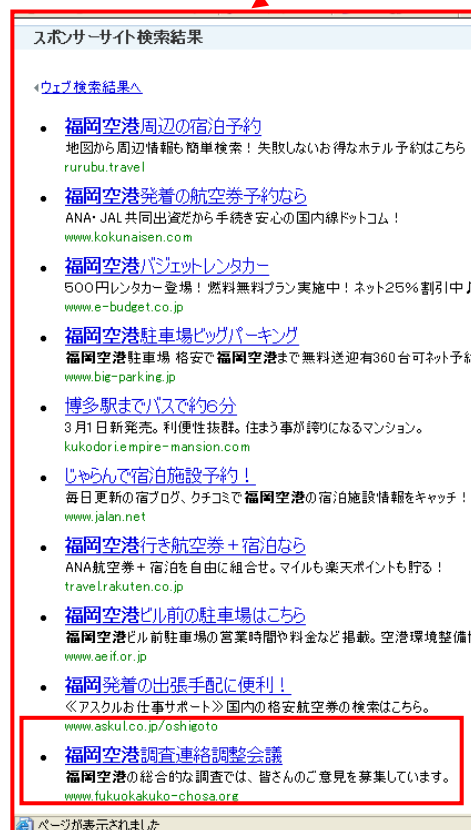 スポンサーサイト検索結果
ウェブ検索結果へ
福岡空港周辺の宿泊予約
地図から周辺情報も簡単検索！失敗しないお得なホテル予約はこちら
rurubu.travel
福岡空港発着の航空券予約なら
ANA・JAL共同出資だから手続き安心の国内線ドットコム！
www.kokunaisen.com
福岡空港バジェットレンタカー
500円レンタカー登場！燃料無料プラン実施中！ネット25%割引中♪
www.e-budget.co.jp
福岡空港駐車場ビッグパーキング
福岡空港駐車場 格安で福岡空港まで無料送迎有360台可ネット予約
www.big-parking.jp
博多駅までバスで約6分
3月1日新発売。利便性抜群。住まう事が誇りになるマンション。
kukodori.empire-mansion.com
じゃらんで宿泊施設予約！
毎日更新の宿ブログ、クチコミで福岡空港の宿泊施設情報をキャッチ！
www.jalan.net
福岡空港行き航空券＋宿泊なら
ANA航空券＋宿泊を自由に組合せ。マイルも楽天ポイントも貯る！
travel.rakuten.co.jp
福岡空港ビル前の駐車場はこちら
福岡空港ビル前駐車場の営業時間や料金など掲載。空港環境整備
www.aeif.or.jp
福岡発着の出張手配に便利！
≪アスクルお仕事サポート≫国内の格安航空券の検索はこちら。
www.askul.co.jp/oshigoto
福岡空港調査連絡調整会議
福岡空港の総合的な調査では、皆さんのご意見を募集しています。
www.fukuokakuko-chosa.org
ページが表示されました